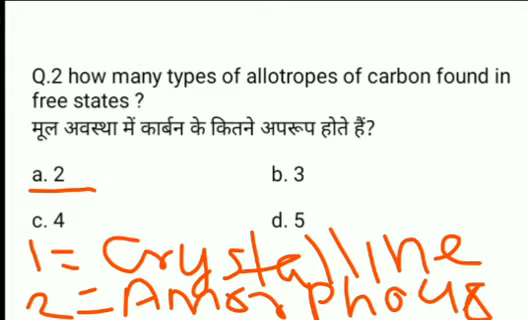 Q.2 how many types of allotropes of carbon found in
free states ?
मूल अवस्था में कार्बन के कितने अपरूप होते हैं?
a. 2 b. 3
c. 4 d. 5
1 = Crystalline
2 = Amorphous